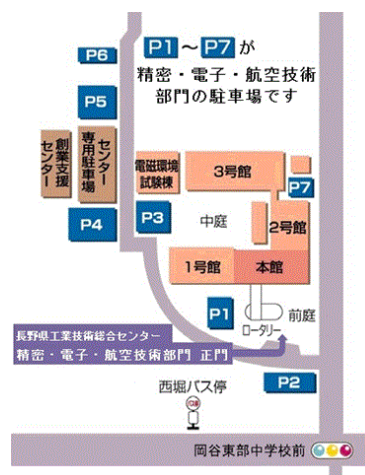 P1～P7が
精密・電子・航空技術
部門の駐車場です
P6
P5
創業支援
センター
センター
専用駐車場
電磁環境
試験棟
3号館
P7
P4
P3
中庭
2号館
1号館
本館
P1
前庭
ロータリー
長野県工業技術総合センター
精密・電子・航空技術部門 正門
P2
西堀バス停
岡谷東部中学校前